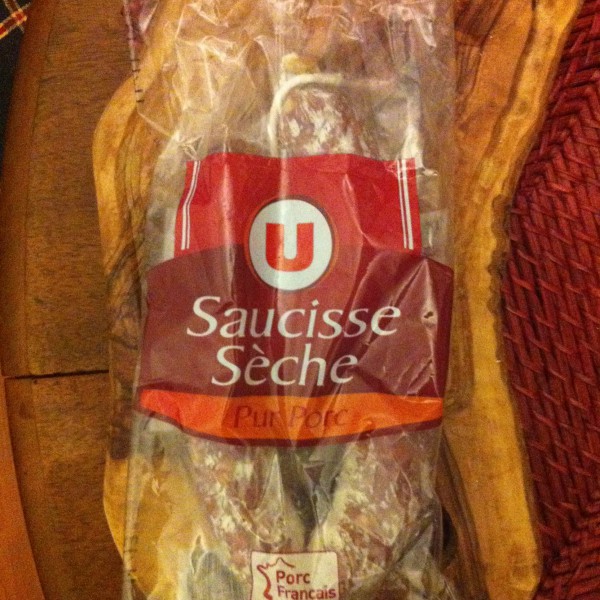 U
Saucisse
Sèche
Pur Porc
Porc
Français